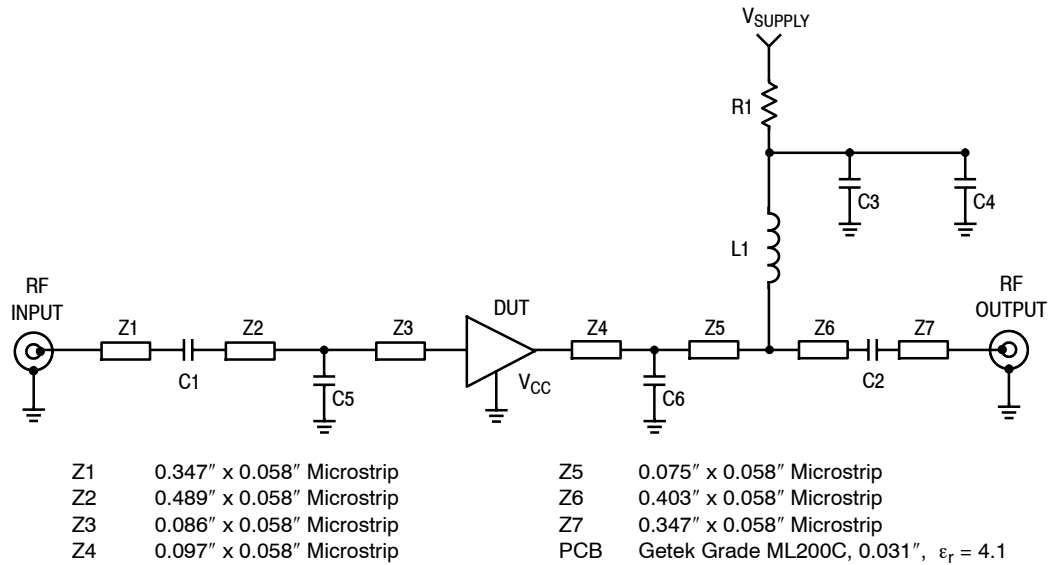 V_SUPPLY
R1
C3
C4
L1
RF
INPUT
RF
OUTPUT
DUT
Z1
Z2
Z3
Z4
Z5
Z6
Z7
C1
C5
V_CC
C6
C2
Z1 0.347″ x 0.058″ Microstrip
Z2 0.489″ x 0.058″ Microstrip
Z3 0.086″ x 0.058″ Microstrip
Z4 0.097″ x 0.058″ Microstrip
Z5 0.075″ x 0.058″ Microstrip
Z6 0.403″ x 0.058″ Microstrip
Z7 0.347″ x 0.058″ Microstrip
PCB Getek Grade ML200C, 0.031″, ε_r = 4.1